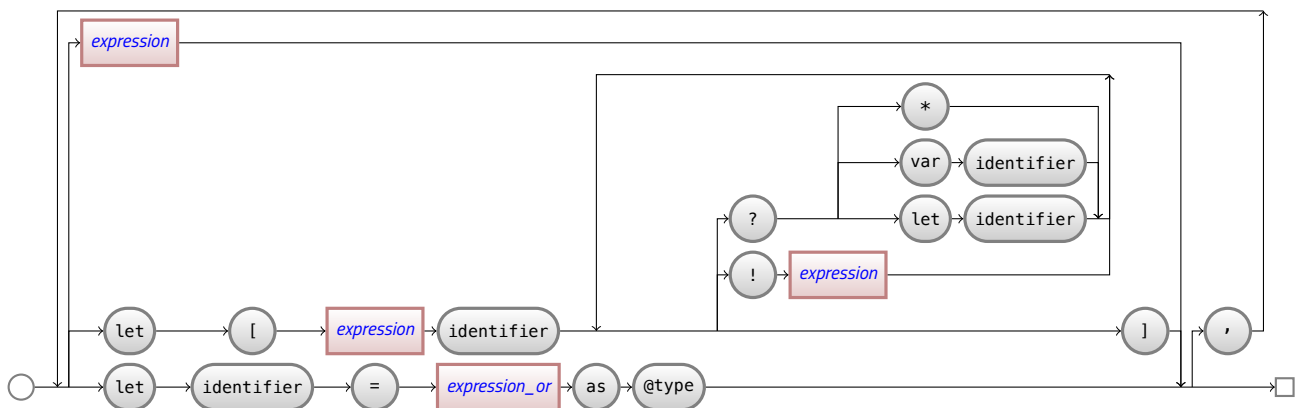 expression
*
var identifier
? let identifier
! expression
let [ expression identifier ] ,
let identifier = expression_or as @type